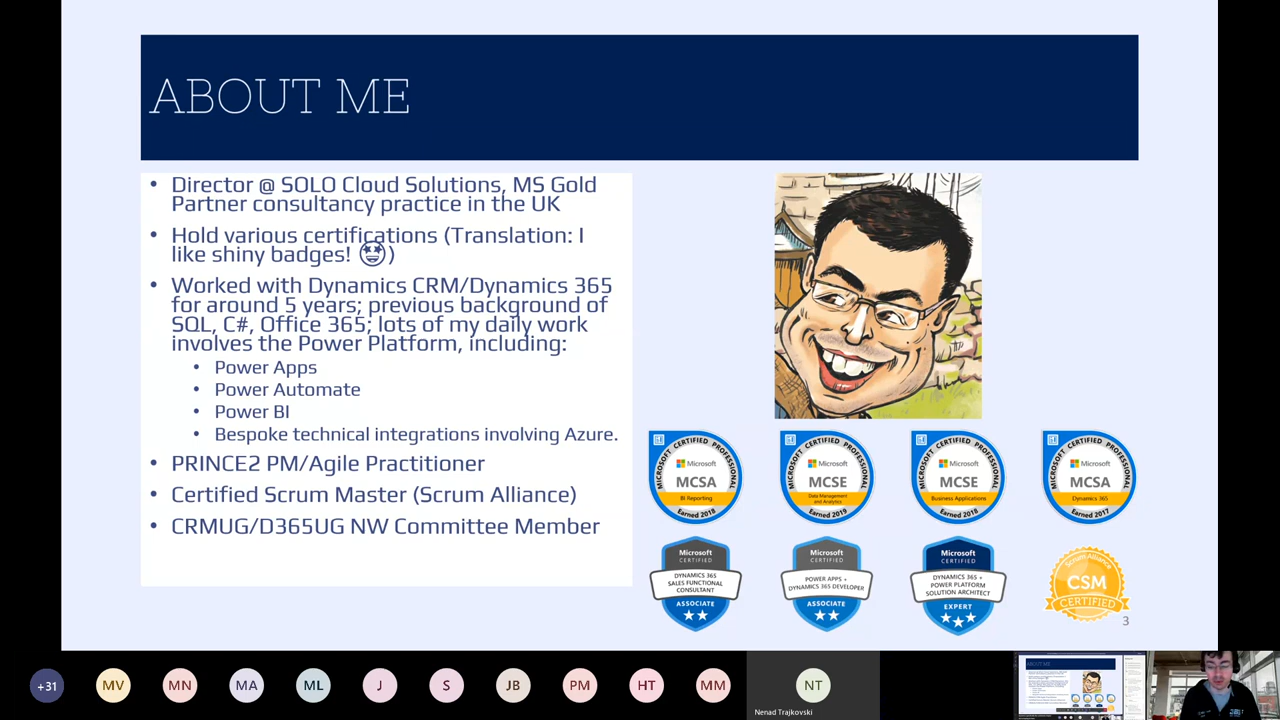 ABOUT ME
• Director @ SOLO Cloud Solutions, MS Gold
Partner consultancy practice in the UK
• Hold various certifications (Translation: I
like shiny badges! 🤩)
• Worked with Dynamics CRM/Dynamics 365
for around 5 years; previous background of
SQL, C#, Office 365; lots of my daily work
involves the Power Platform, including:
• Power Apps
• Power Automate
• Power BI
• Bespoke technical integrations involving Azure.
• PRINCE2 PM/Agile Practitioner
• Certified Scrum Master (Scrum Alliance)
• CRMUG/D365UG NW Committee Member
MICROSOFT CERTIFIED PROFESSIONAL
Microsoft
MCSA
BI Reporting
Earned 2018
MICROSOFT CERTIFIED PROFESSIONAL
Microsoft
MCSE
Data Management
and Analytics
Earned 2019
MICROSOFT CERTIFIED PROFESSIONAL
Microsoft
MCSE
Business Applications
Earned 2018
MICROSOFT CERTIFIED PROFESSIONAL
Microsoft
MCSA
Dynamics 365
Earned 2017
Microsoft
CERTIFIED
DYNAMICS 365
SALES FUNCTIONAL
CONSULTANT
ASSOCIATE
Microsoft
CERTIFIED
POWER APPS +
DYNAMICS 365 DEVELOPER
ASSOCIATE
Microsoft
CERTIFIED
DYNAMICS 365 +
POWER PLATFORM
SOLUTION ARCHITECT
EXPERT
Scrum Alliance
CSM
CERTIFIED
3
+31
MV
MN
MA
ML
J
S
JB
PM
HT
MM
NT
Nenad Trajkovski
ABOUT ME